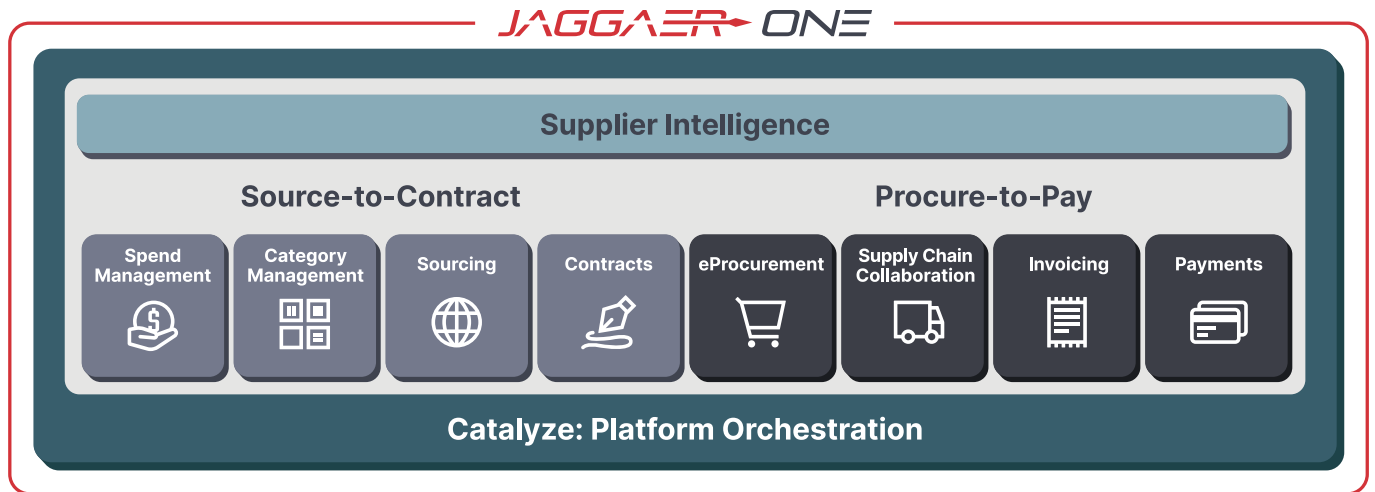 JAGGAER ONE
Supplier Intelligence
Source-to-Contract
Procure-to-Pay
Spend
Management
Category
Management
Sourcing
Contracts
eProcurement
Supply Chain
Collaboration
Invoicing
Payments
Catalyze: Platform Orchestration